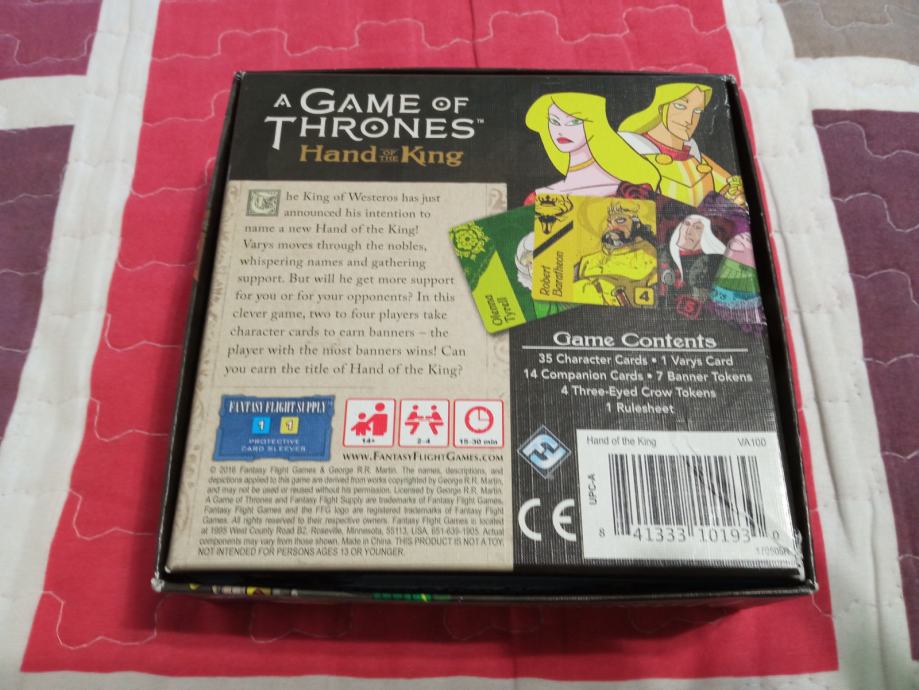 A GAME OF
THRONES™
Hand OF THE King
The King of Westeros has just
announced his intention to
name a new Hand of the King!
Varys moves through the nobles,
whispering names and gathering
support. But will he get more support
for you or for your opponents? In this
clever game, two to four players take
character cards to earn banners – the
player with the most banners wins! Can
you earn the title of Hand of the King?
Olenna
Tyrell
Robert
Baratheon
4
5
Game Contents
35 Character Cards • 1 Varys Card
14 Companion Cards • 7 Banner Tokens
4 Three-Eyed Crow Tokens
1 Rulesheet
FANTASY FLIGHT SUPPLY™
1 1
PROTECTIVE
CARD SLEEVES
14+
2-4
15-30 min
WWW.FANTASYFLIGHTGAMES.COM
© 2016 Fantasy Flight Games & George R.R. Martin. The names, descriptions, and
depictions applied to this game are derived from works copyrighted by George R.R. Martin,
and may not be used or reused without his permission. Licensed by George R.R. Martin.
A Game of Thrones and Fantasy Flight Supply are trademarks of Fantasy Flight Games.
Fantasy Flight Games and the FFG logo are registered trademarks of Fantasy Flight
Games. All rights reserved to their respective owners. Fantasy Flight Games is located
at 1995 West County Road B2, Roseville, Minnesota, 55113, USA, 651-639-1905. Actual
components may vary from those shown. Made in China. THIS PRODUCT IS NOT A TOY.
NOT INTENDED FOR PERSONS AGES 13 OR YOUNGER.
CE
Hand of the King VA100
UPC-A
8 41333 10193 0